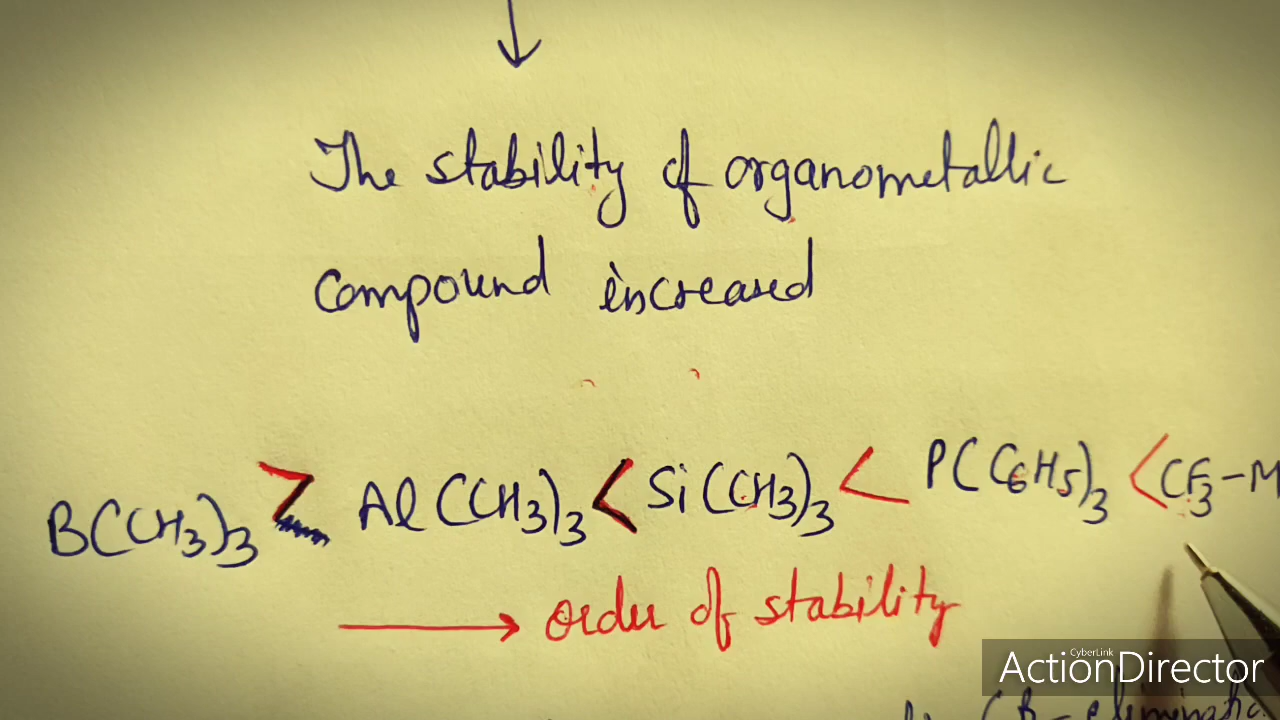 The stability of organometallic
compound increased
B(CH3)3 > Al(CH3)3 < Si(CH3)3 < P(C6H5)3 < CF3-M
→ order of stability
CyberLink
ActionDirector